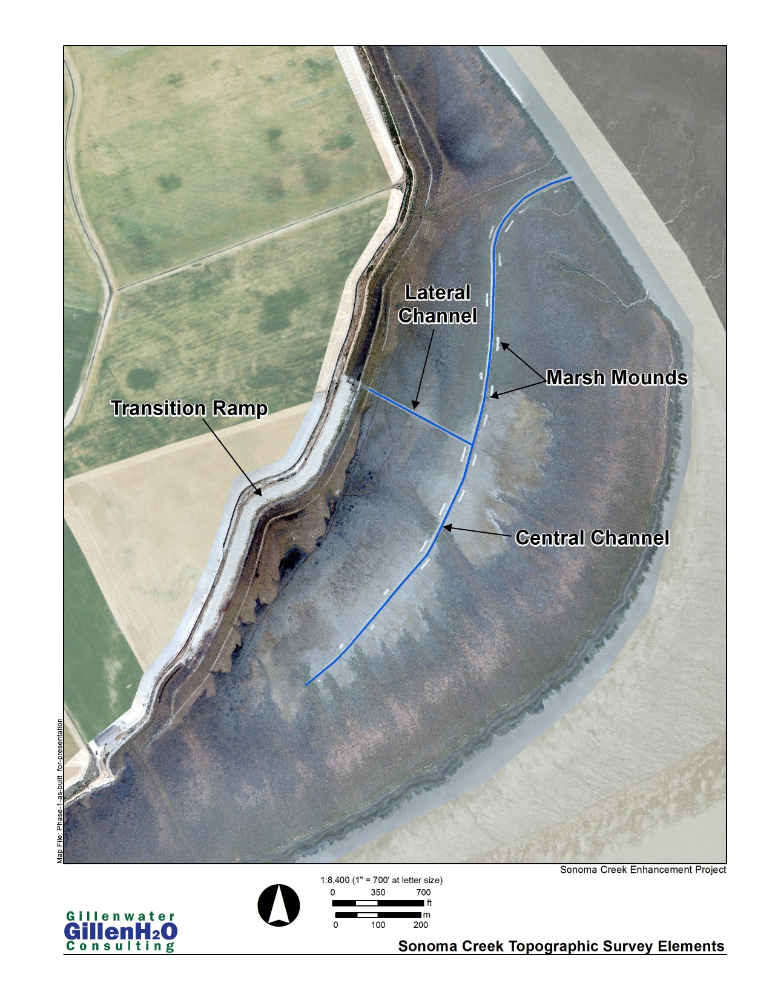 Lateral
Channel
Marsh Mounds
Transition Ramp
Central Channel
Map File: Phase-1-as-built_for-presentation
Sonoma Creek Enhancement Project
1:8,400 (1" = 700' at letter size)
0 350 700
ft
m
0 100 200
Gillenwater
GillenH2O
Consulting
Sonoma Creek Topographic Survey Elements